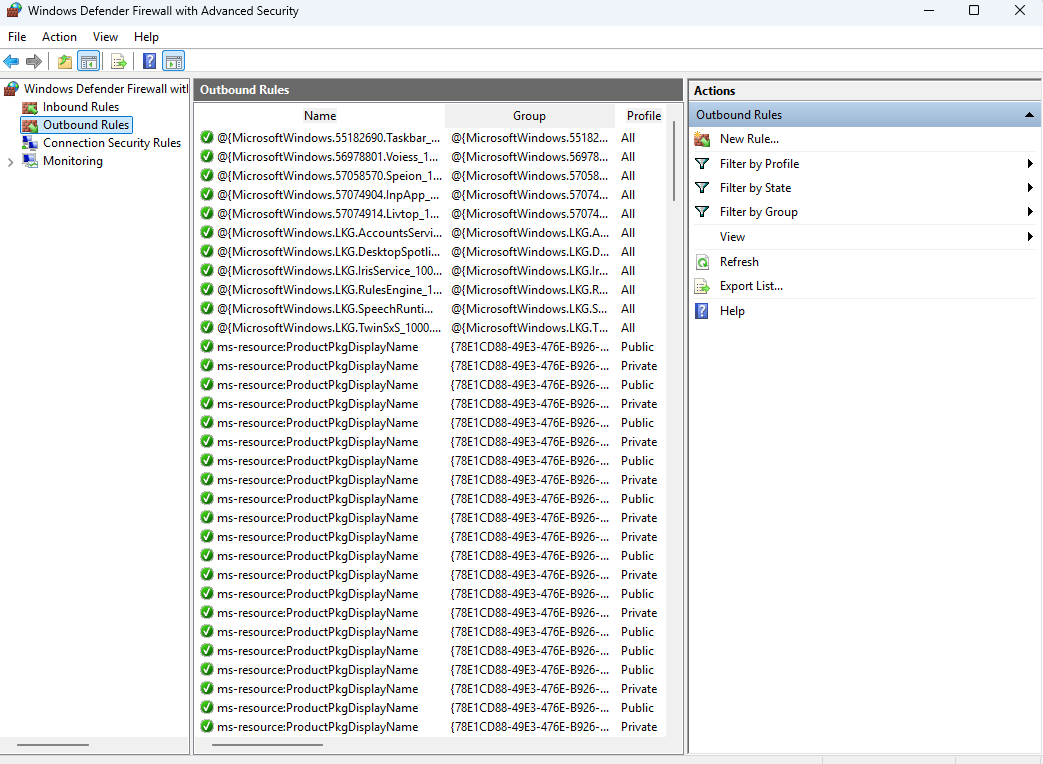 Windows Defender Firewall with Advanced Security
File Action View Help
Windows Defender Firewall witl
Inbound Rules
Outbound Rules
Connection Security Rules
Monitoring
Outbound Rules
Name Group Profile
@{MicrosoftWindows.55182690.Taskbar_... @{MicrosoftWindows.55182... All
@{MicrosoftWindows.56978801.Voiess_1... @{MicrosoftWindows.56978... All
@{MicrosoftWindows.57058570.Speion_1... @{MicrosoftWindows.57058... All
@{MicrosoftWindows.57074904.InpApp_... @{MicrosoftWindows.57074... All
@{MicrosoftWindows.57074914.Livtop_1... @{MicrosoftWindows.57074... All
@{MicrosoftWindows.LKG.AccountsServi... @{MicrosoftWindows.LKG.A... All
@{MicrosoftWindows.LKG.DesktopSpotli... @{MicrosoftWindows.LKG.D... All
@{MicrosoftWindows.LKG.IrisService_100... @{MicrosoftWindows.LKG.Ir... All
@{MicrosoftWindows.LKG.RulesEngine_1... @{MicrosoftWindows.LKG.R... All
@{MicrosoftWindows.LKG.SpeechRunti... @{MicrosoftWindows.LKG.S... All
@{MicrosoftWindows.LKG.TwinSxS_1000.... @{MicrosoftWindows.LKG.T... All
ms-resource:ProductPkgDisplayName {78E1CD88-49E3-476E-B926-... Public
ms-resource:ProductPkgDisplayName {78E1CD88-49E3-476E-B926-... Private
ms-resource:ProductPkgDisplayName {78E1CD88-49E3-476E-B926-... Public
ms-resource:ProductPkgDisplayName {78E1CD88-49E3-476E-B926-... Private
ms-resource:ProductPkgDisplayName {78E1CD88-49E3-476E-B926-... Public
ms-resource:ProductPkgDisplayName {78E1CD88-49E3-476E-B926-... Private
ms-resource:ProductPkgDisplayName {78E1CD88-49E3-476E-B926-... Public
ms-resource:ProductPkgDisplayName {78E1CD88-49E3-476E-B926-... Private
ms-resource:ProductPkgDisplayName {78E1CD88-49E3-476E-B926-... Public
ms-resource:ProductPkgDisplayName {78E1CD88-49E3-476E-B926-... Private
ms-resource:ProductPkgDisplayName {78E1CD88-49E3-476E-B926-... Private
ms-resource:ProductPkgDisplayName {78E1CD88-49E3-476E-B926-... Public
ms-resource:ProductPkgDisplayName {78E1CD88-49E3-476E-B926-... Private
ms-resource:ProductPkgDisplayName {78E1CD88-49E3-476E-B926-... Public
ms-resource:ProductPkgDisplayName {78E1CD88-49E3-476E-B926-... Private
ms-resource:ProductPkgDisplayName {78E1CD88-49E3-476E-B926-... Public
ms-resource:ProductPkgDisplayName {78E1CD88-49E3-476E-B926-... Public
ms-resource:ProductPkgDisplayName {78E1CD88-49E3-476E-B926-... Public
ms-resource:ProductPkgDisplayName {78E1CD88-49E3-476E-B926-... Private
ms-resource:ProductPkgDisplayName {78E1CD88-49E3-476E-B926-... Public
ms-resource:ProductPkgDisplayName {78E1CD88-49E3-476E-B926-... Private
Actions
Outbound Rules
New Rule...
Filter by Profile
Filter by State
Filter by Group
View
Refresh
Export List...
Help